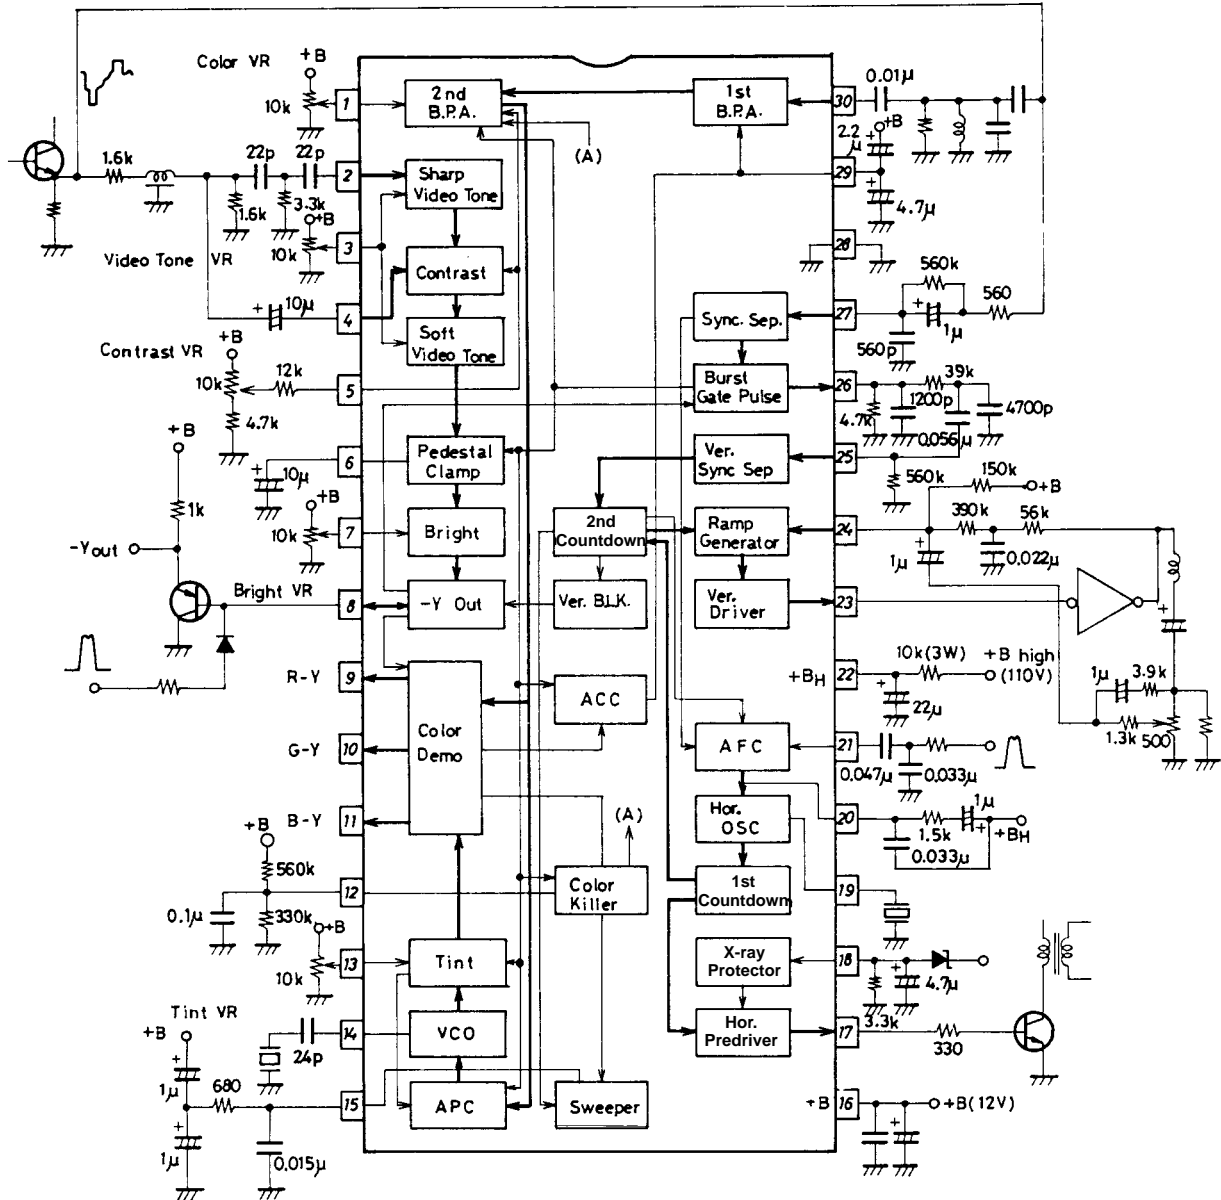 Color VR
+B
10k
1
2nd
B.P.A.
1st
B.P.A.
30
0.01μ
+B
2.2
μ
(A)
29
4.7μ
1.6k
22p
22p
2
Sharp
Video Tone
1.6k
3.3k
+B
10k
3
Video Tone VR
28
Contrast
10μ
4
560k
560
Sync. Sep.
27
1μ
560p
Soft
Video Tone
Contrast VR
+B
12k
10k
5
4.7k
Burst
Gate Pulse
26
39k
1200p
4700p
4.7k
0.056μ
+B
6
Pedestal
Clamp
10μ
Ver.
Sync Sep
25
560k
150k
+B
1k
+B
10k
7
Bright
2nd
Countdown
Ramp
Generator
24
390k
56k
1μ
0.022μ
-Yout
Bright VR
8
-Y Out
Ver. B.L.K.
Ver.
Driver
23
R-Y
9
ACC
+BH
22
10k(3W)
+B high
(110V)
22μ
1μ
3.9k
1.3k
500
G-Y
10
Color
Demo
AFC
21
0.047μ
0.033μ
B-Y
11
(A)
Hor.
OSC
20
1μ
1.5k
+BH
0.033μ
+B
560k
12
Color
Killer
1st
Countdown
19
0.1μ
330k
+B
10k
13
Tint
X-ray
Protector
18
4.7μ
3.3k
Tint VR
+B
14
24p
VCO
Hor.
Predriver
17
330
1μ
680
15
APC
Sweeper
+B
16
+B(12V)
1μ
0.015μ